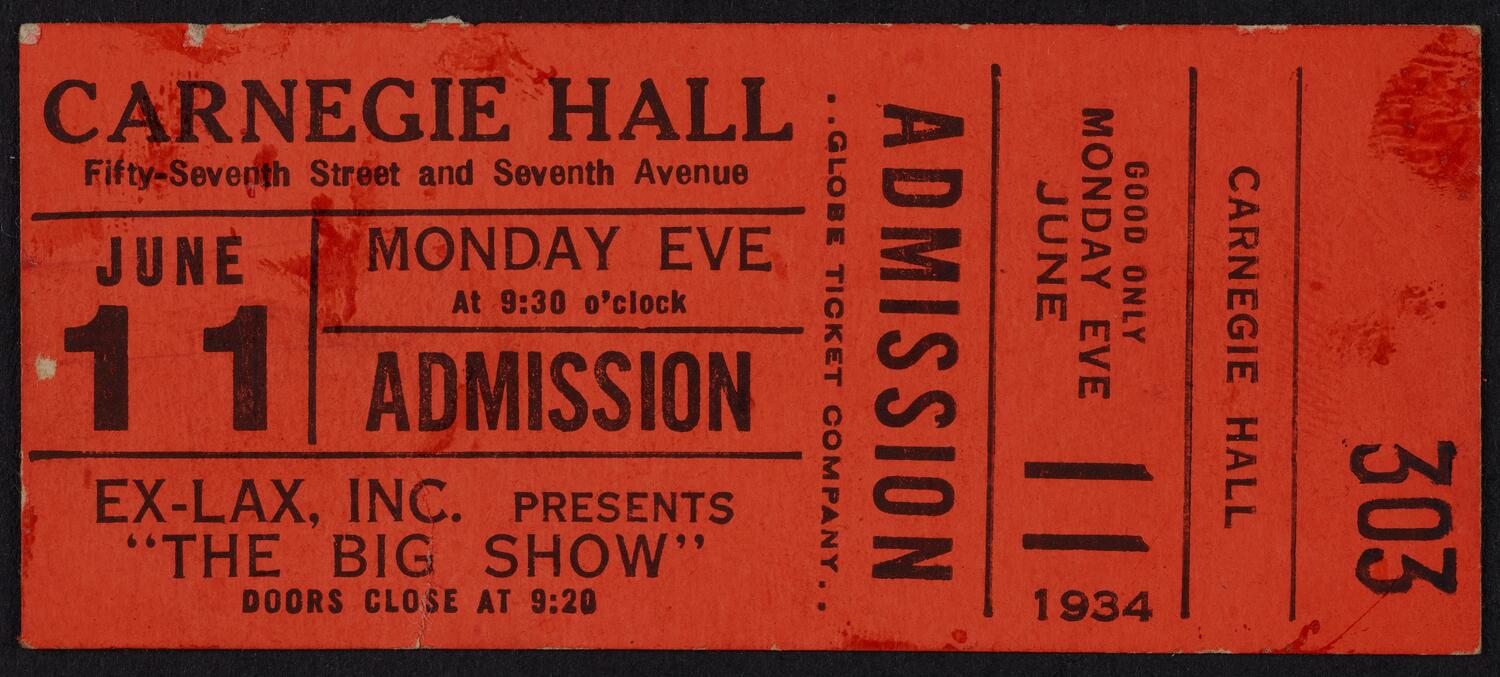 CARNEGIE HALL
Fifty-Seventh Street and Seventh Avenue
JUNE
11
MONDAY EVE
At 9:30 o'clock
ADMISSION
EX-LAX, INC. PRESENTS
"THE BIG SHOW"
DOORS CLOSE AT 9:20
..GLOBE TICKET COMPANY..
ADMISSION
GOOD ONLY
MONDAY EVE
JUNE
11
1934
CARNEGIE HALL
303